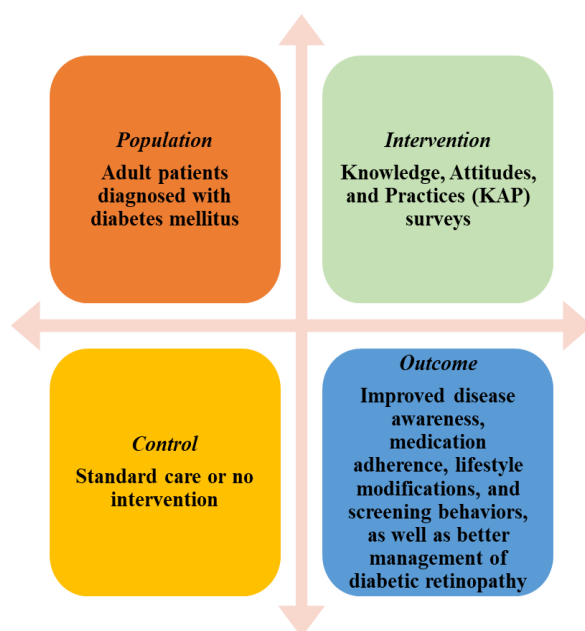 Population
Adult patients
diagnosed with
diabetes mellitus
Intervention
Knowledge, Attitudes,
and Practices (KAP)
surveys
Control
Standard care or no
intervention
Outcome
Improved disease
awareness,
medication
adherence, lifestyle
modifications, and
screening behaviors,
as well as better
management of
diabetic retinopathy